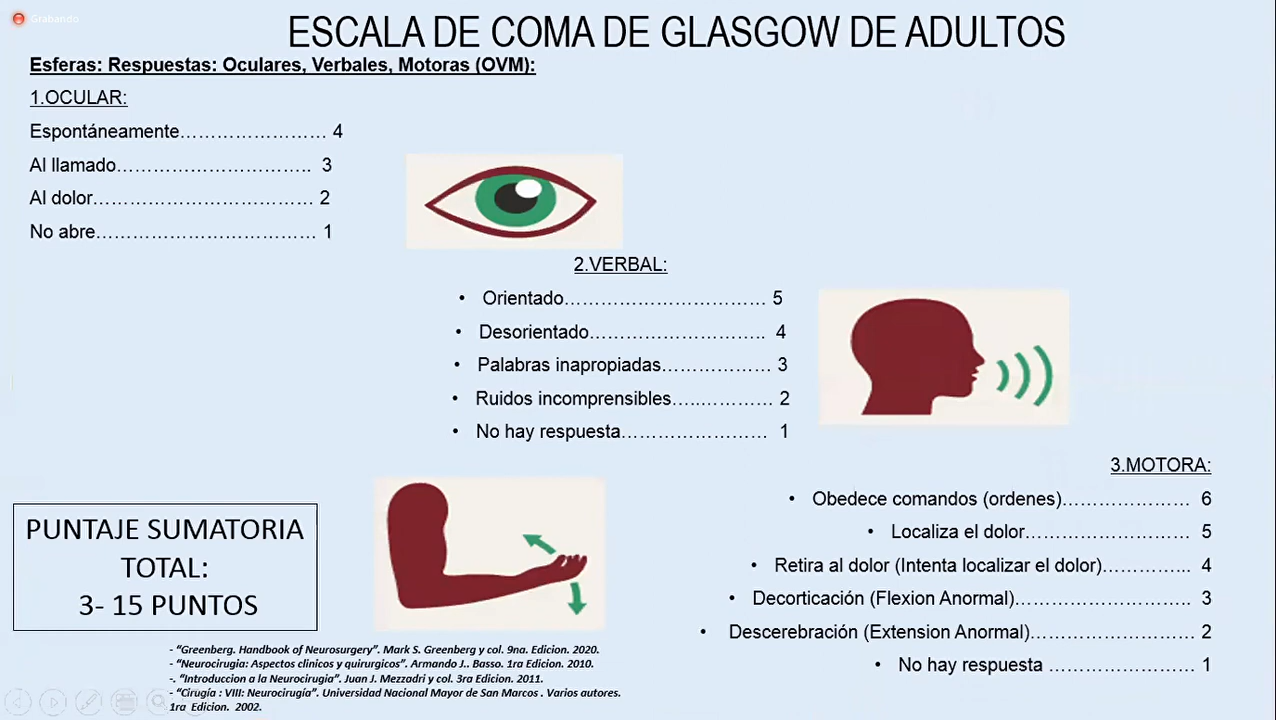 Grabando
ESCALA DE COMA DE GLASGOW DE ADULTOS
Esferas: Respuestas: Oculares, Verbales, Motoras (OVM):
1.OCULAR:
Espontáneamente…………………… 4
Al llamado………………………….. 3
Al dolor……………………………… 2
No abre……………………………… 1
2.VERBAL:
• Orientado…………………………… 5
• Desorientado……………………….. 4
• Palabras inapropiadas……………… 3
• Ruidos incomprensibles…..………… 2
• No hay respuesta…………………… 1
3.MOTORA:
• Obedece comandos (ordenes)………………… 6
• Localiza el dolor……………………… 5
• Retira al dolor (Intenta localizar el dolor)…………... 4
• Decorticación (Flexion Anormal)……………………….. 3
• Descerebración (Extension Anormal)……………………… 2
• No hay respuesta …………………… 1
PUNTAJE SUMATORIA
TOTAL:
3- 15 PUNTOS
- “Greenberg. Handbook of Neurosurgery”. Mark S. Greenberg y col. 9na. Edicion. 2020.
- “Neurocirugia: Aspectos clinicos y quirurgicos”. Armando J.. Basso. 1ra Edicion. 2010.
-. “Introduccion a la Neurocirugia”. Juan J. Mezzadri y col. 3ra Edicion. 2011.
- “Cirugía : VIII: Neurocirugía”. Universidad Nacional Mayor de San Marcos . Varios autores.
1ra Edicion. 2002.